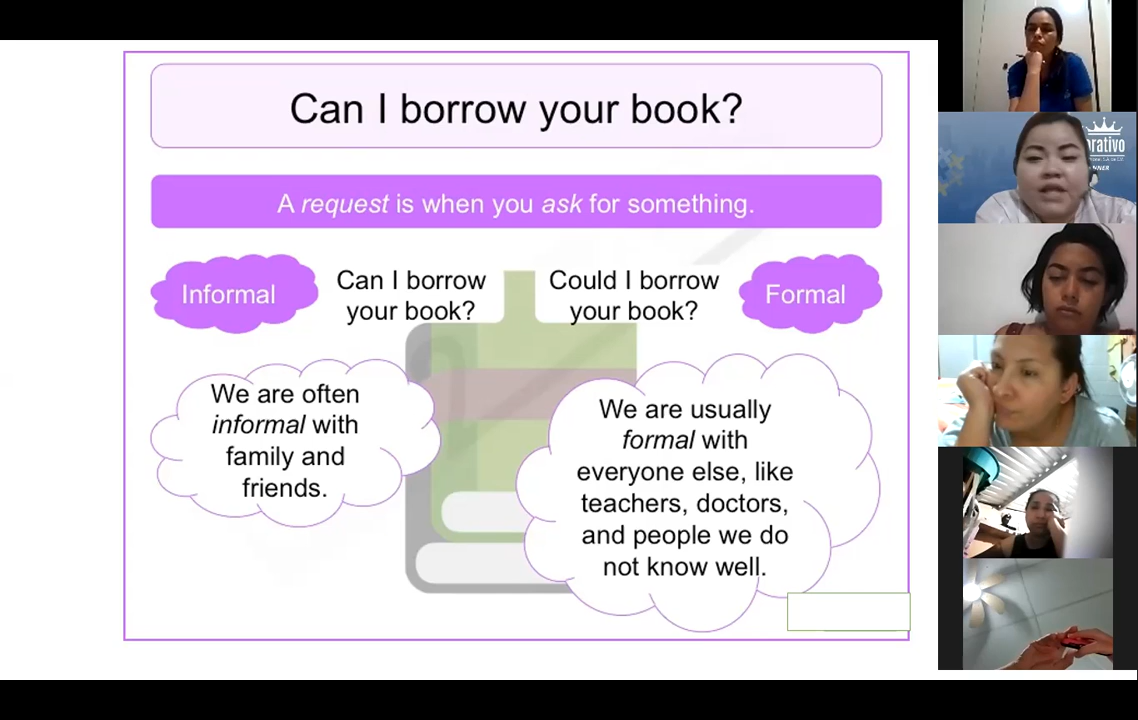 Can I borrow your book?
A request is when you ask for something.
Informal
Can I borrow
your book?
Could I borrow
your book?
Formal
We are often
informal with
family and
friends.
We are usually
formal with
everyone else, like
teachers, doctors,
and people we do
not know well.